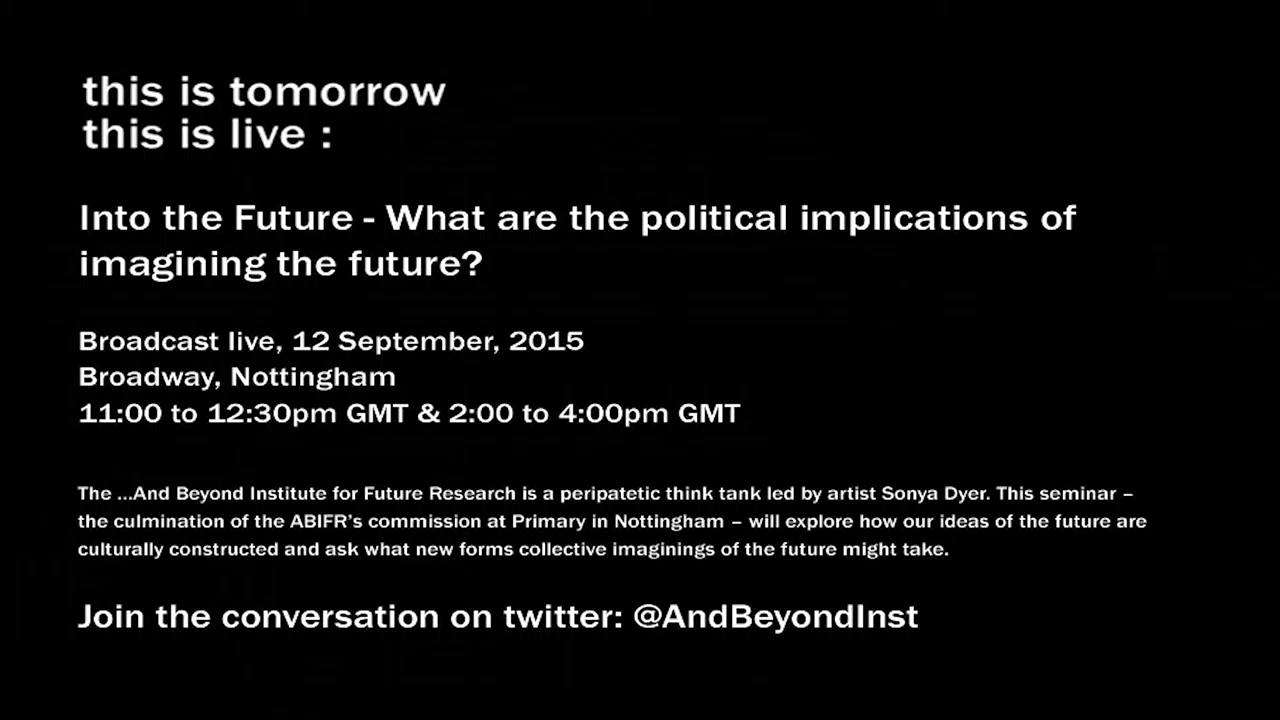 this is tomorrow
this is live :
Into the Future - What are the political implications of
imagining the future?
Broadcast live, 12 September, 2015
Broadway, Nottingham
11:00 to 12:30pm GMT & 2:00 to 4:00pm GMT
The ...And Beyond Institute for Future Research is a peripatetic think tank led by artist Sonya Dyer. This seminar –
the culmination of the ABIFR's commission at Primary in Nottingham – will explore how our ideas of the future are
culturally constructed and ask what new forms collective imaginings of the future might take.
Join the conversation on twitter: @AndBeyondInst